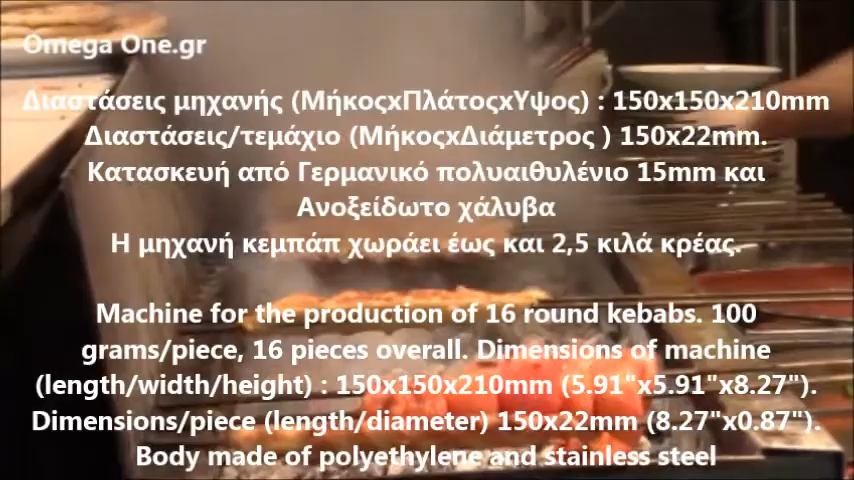 Omega One.gr
Διαστάσεις μηχανής (ΜήκοςxΠλάτοςxΥψος) : 150x150x210mm
Διαστάσεις/τεμάχιο (ΜήκοςxΔιάμετρος ) 150x22mm.
Κατασκευή από Γερμανικό πολυαιθυλένιο 15mm και
Ανοξείδωτο χάλυβα
Η μηχανή κεμπάπ χωράει έως και 2,5 κιλά κρέας.
Machine for the production of 16 round kebabs. 100
grams/piece, 16 pieces overall. Dimensions of machine
(length/width/height) : 150x150x210mm (5.91"x5.91"x8.27").
Dimensions/piece (length/diameter) 150x22mm (8.27"x0.87").
Body made of polyethylene and stainless steel